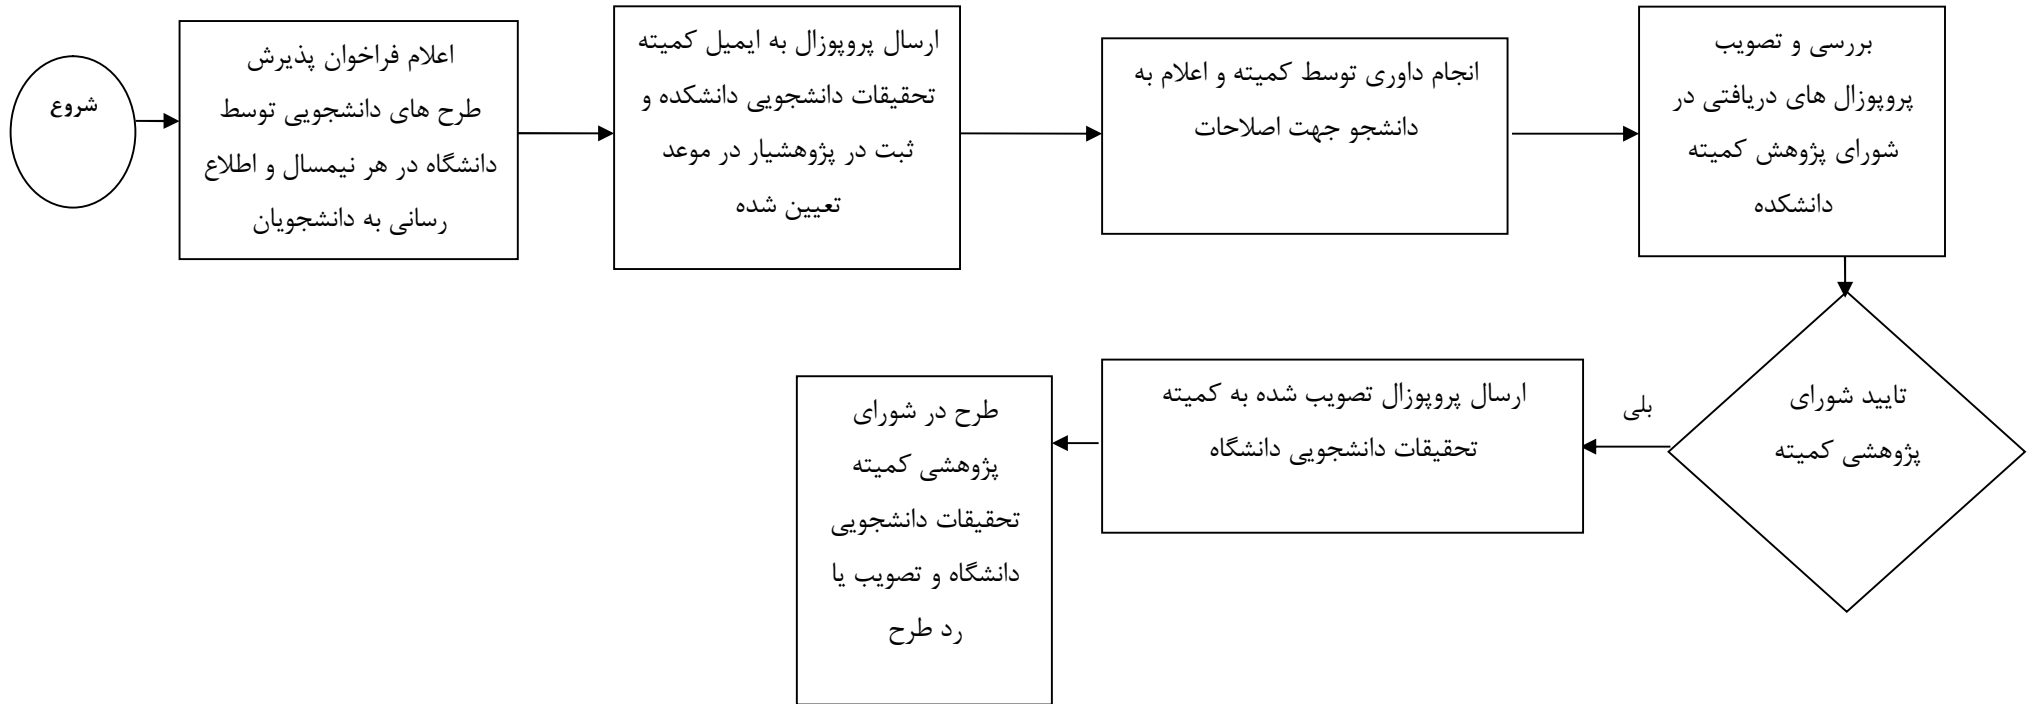 شروع
اعلام فراخوان پذیرش
طرح های دانشجویی توسط
دانشگاه در هر نیمسال و اطلاع
رسانی به دانشجویان
ارسال پروپوزال به ایمیل کمیته
تحقیقات دانشجویی دانشکده و
ثبت در پژوهشیار در موعد
تعیین شده
انجام داوری توسط کمیته و اعلام به
دانشجو جهت اصلاحات
بررسی و تصویب
پروپوزال های دریافتی در
شورای پژوهش کمیته
دانشکده
تایید شورای
پژوهشی کمیته
بلی
ارسال پروپوزال تصویب شده به کمیته
تحقیقات دانشجویی دانشگاه
طرح در شورای
پژوهشی کمیته
تحقیقات دانشجویی
دانشگاه و تصویب یا
رد طرح